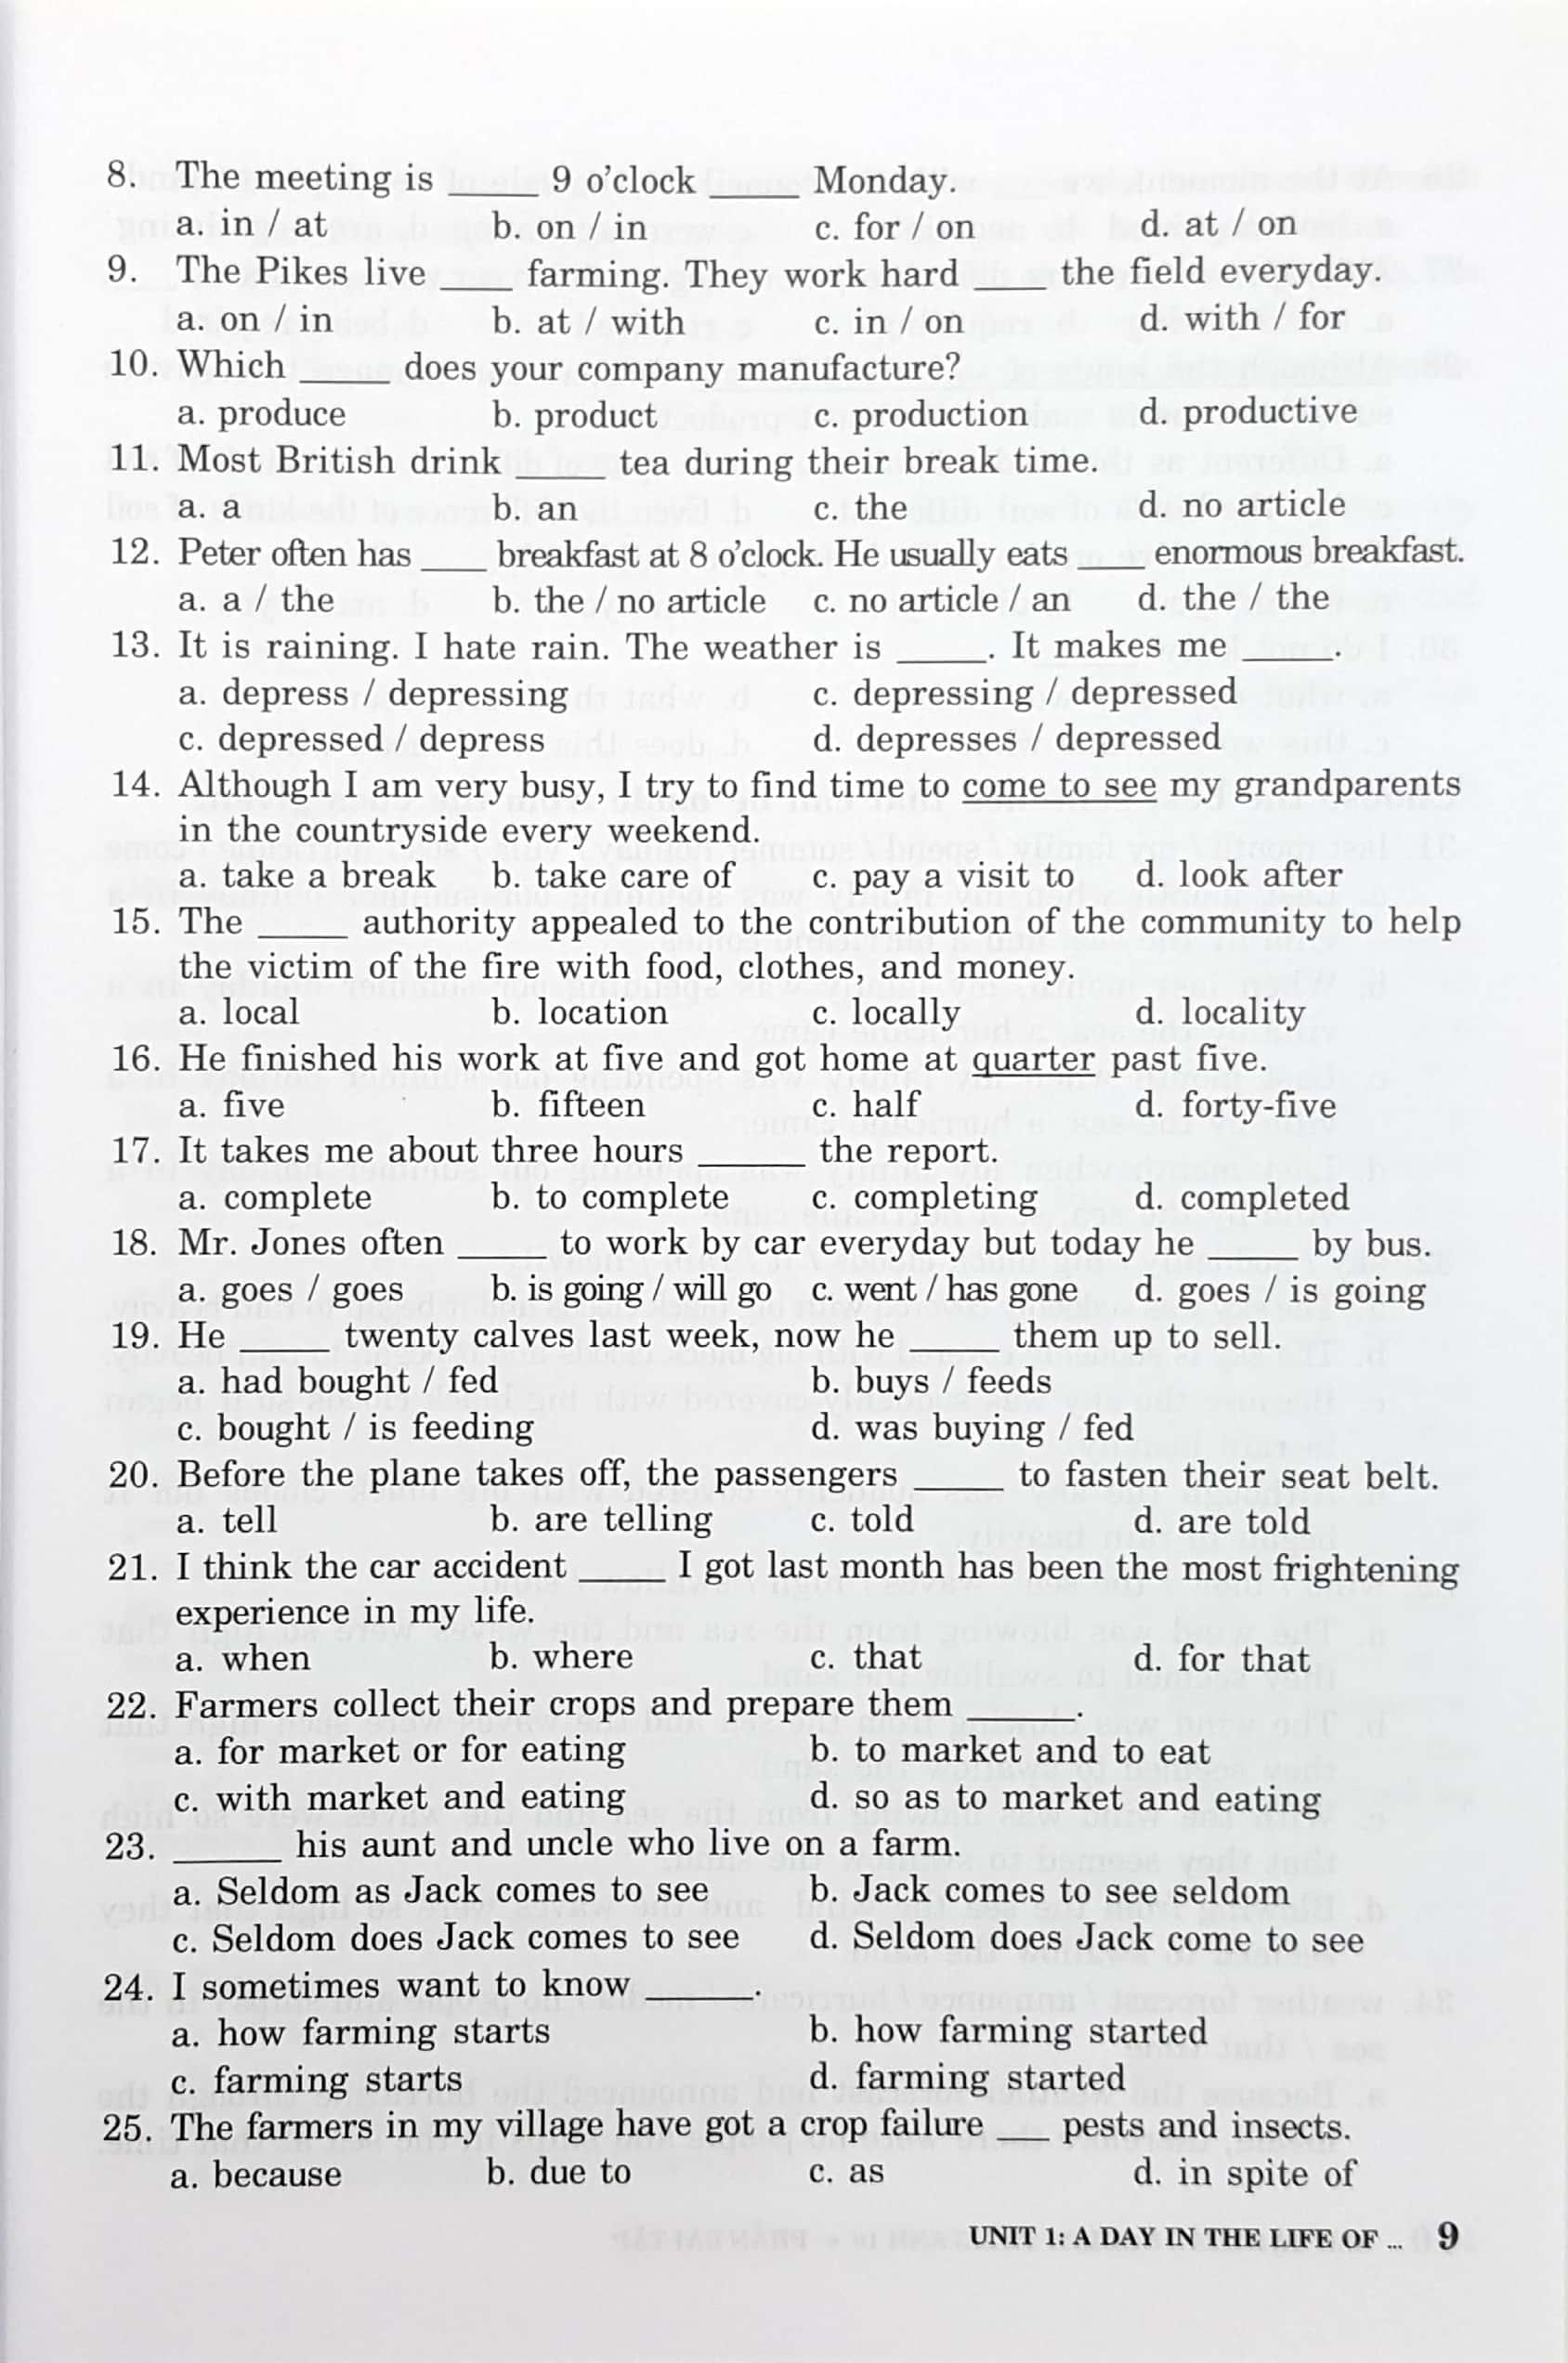 8. The meeting is _____ 9 o’clock _____ Monday.
a. in / at b. on / in c. for / on d. at / on
9. The Pikes live ____ farming. They work hard ____ the field everyday.
a. on / in b. at / with c. in / on d. with / for
10. Which _____ does your company manufacture?
a. produce b. product c. production d. productive
11. Most British drink _____ tea during their break time.
a. a b. an c. the d. no article
12. Peter often has ____ breakfast at 8 o’clock. He usually eats ____ enormous breakfast.
a. a / the b. the / no article c. no article / an d. the / the
13. It is raining. I hate rain. The weather is _____. It makes me _____.
a. depress / depressing c. depressing / depressed
c. depressed / depress d. depresses / depressed
14. Although I am very busy, I try to find time to come to see my grandparents
in the countryside every weekend.
a. take a break b. take care of c. pay a visit to d. look after
15. The _____ authority appealed to the contribution of the community to help
the victim of the fire with food, clothes, and money.
a. local b. location c. locally d. locality
16. He finished his work at five and got home at quarter past five.
a. five b. fifteen c. half d. forty-five
17. It takes me about three hours ______ the report.
a. complete b. to complete c. completing d. completed
18. Mr. Jones often _____ to work by car everyday but today he _____ by bus.
a. goes / goes b. is going / will go c. went / has gone d. goes / is going
19. He _____ twenty calves last week, now he _____ them up to sell.
a. had bought / fed b. buys / feeds
c. bought / is feeding d. was buying / fed
20. Before the plane takes off, the passengers _____ to fasten their seat belt.
a. tell b. are telling c. told d. are told
21. I think the car accident _____ I got last month has been the most frightening
experience in my life.
a. when b. where c. that d. for that
22. Farmers collect their crops and prepare them ______.
a. for market or for eating b. to market and to eat
c. with market and eating d. so as to market and eating
23. ______ his aunt and uncle who live on a farm.
a. Seldom as Jack comes to see b. Jack comes to see seldom
c. Seldom does Jack comes to see d. Seldom does Jack come to see
24. I sometimes want to know ______.
a. how farming starts b. how farming started
c. farming starts d. farming started
25. The farmers in my village have got a crop failure ___ pests and insects.
a. because b. due to c. as d. in spite of
UNIT 1: A DAY IN THE LIFE OF ... 9